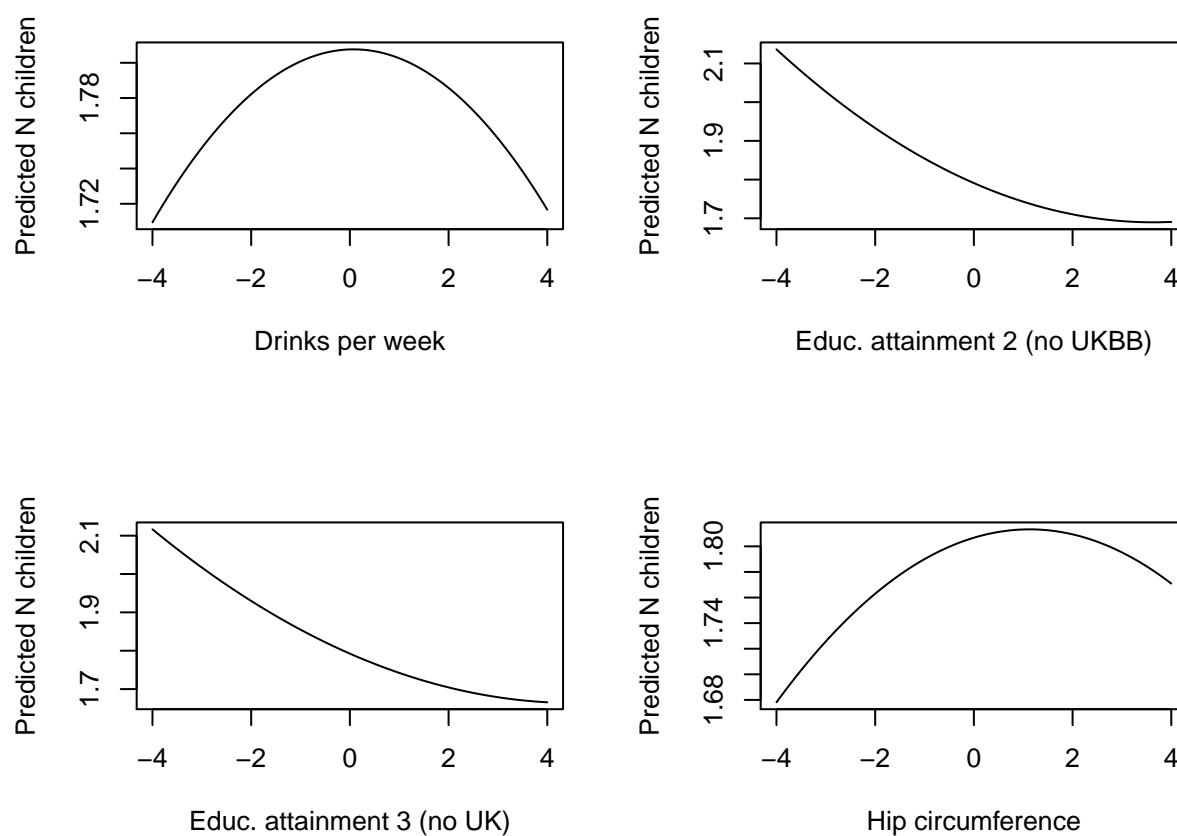 Predicted N children
1.72 1.78
−4 −2 0 2 4
Drinks per week
Predicted N children
1.7 1.9 2.1
−4 −2 0 2 4
Educ. attainment 2 (no UKBB)
Predicted N children
1.7 1.9 2.1
−4 −2 0 2 4
Educ. attainment 3 (no UK)
Predicted N children
1.68 1.74 1.80
−4 −2 0 2 4
Hip circumference